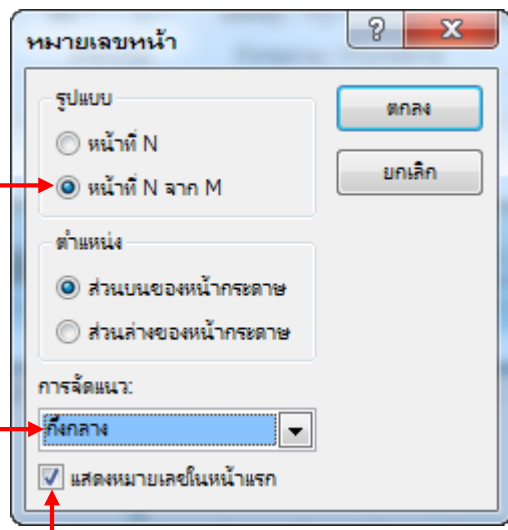 หมายเลขหน้า
รูปแบบ
หน้าที่ N
หน้าที่ N จาก M
ตกลง
ยกเลิก
ตำแหน่ง
ส่วนบนของหน้ากระดาษ
ส่วนล่างของหน้ากระดาษ
การจัดแนว:
กึ่งกลาง
แสดงหมายเลขในหน้าแรก